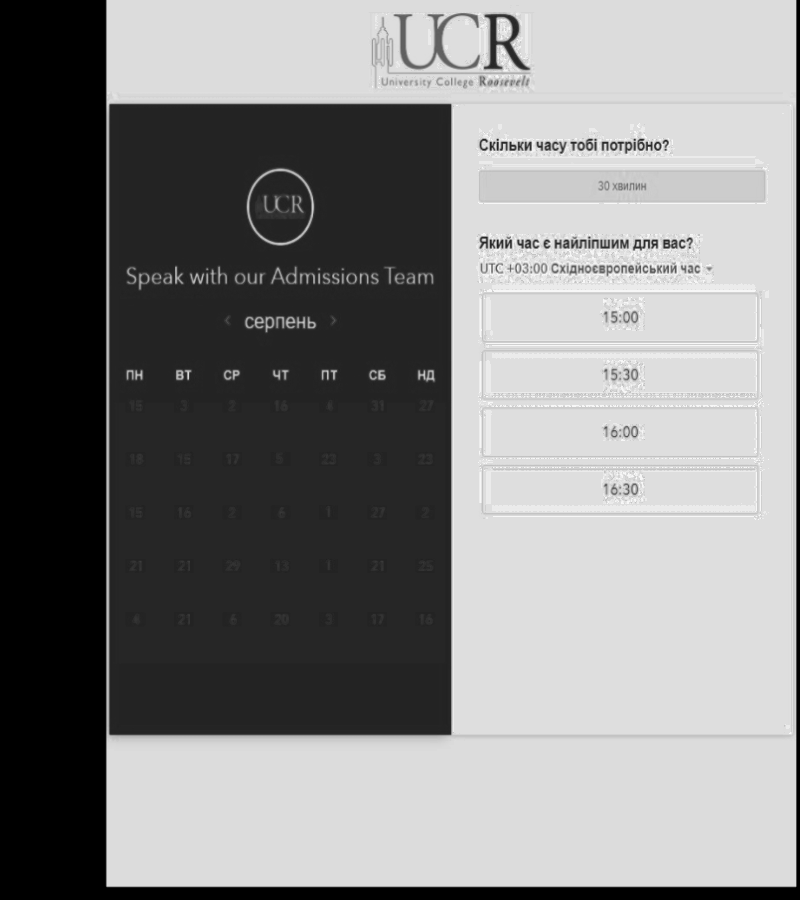 UCR
University College Roosevelt
UCR
Speak with our Admissions Team
‹ серпень ›
ПН ВТ СР ЧТ ПТ СБ НД
15 3 2 16 4 31 27
18 15 17 5 23 3 23
15 16 2 6 1 27 2
21 21 29 13 1 21 25
21 6 20 3 17 16
Скільки часу тобі потрібно?
30 хвилин
Який час є найліпшим для вас?
UTC +03:00 Східноєвропейський час
15:00
15:30
16:00
16:30